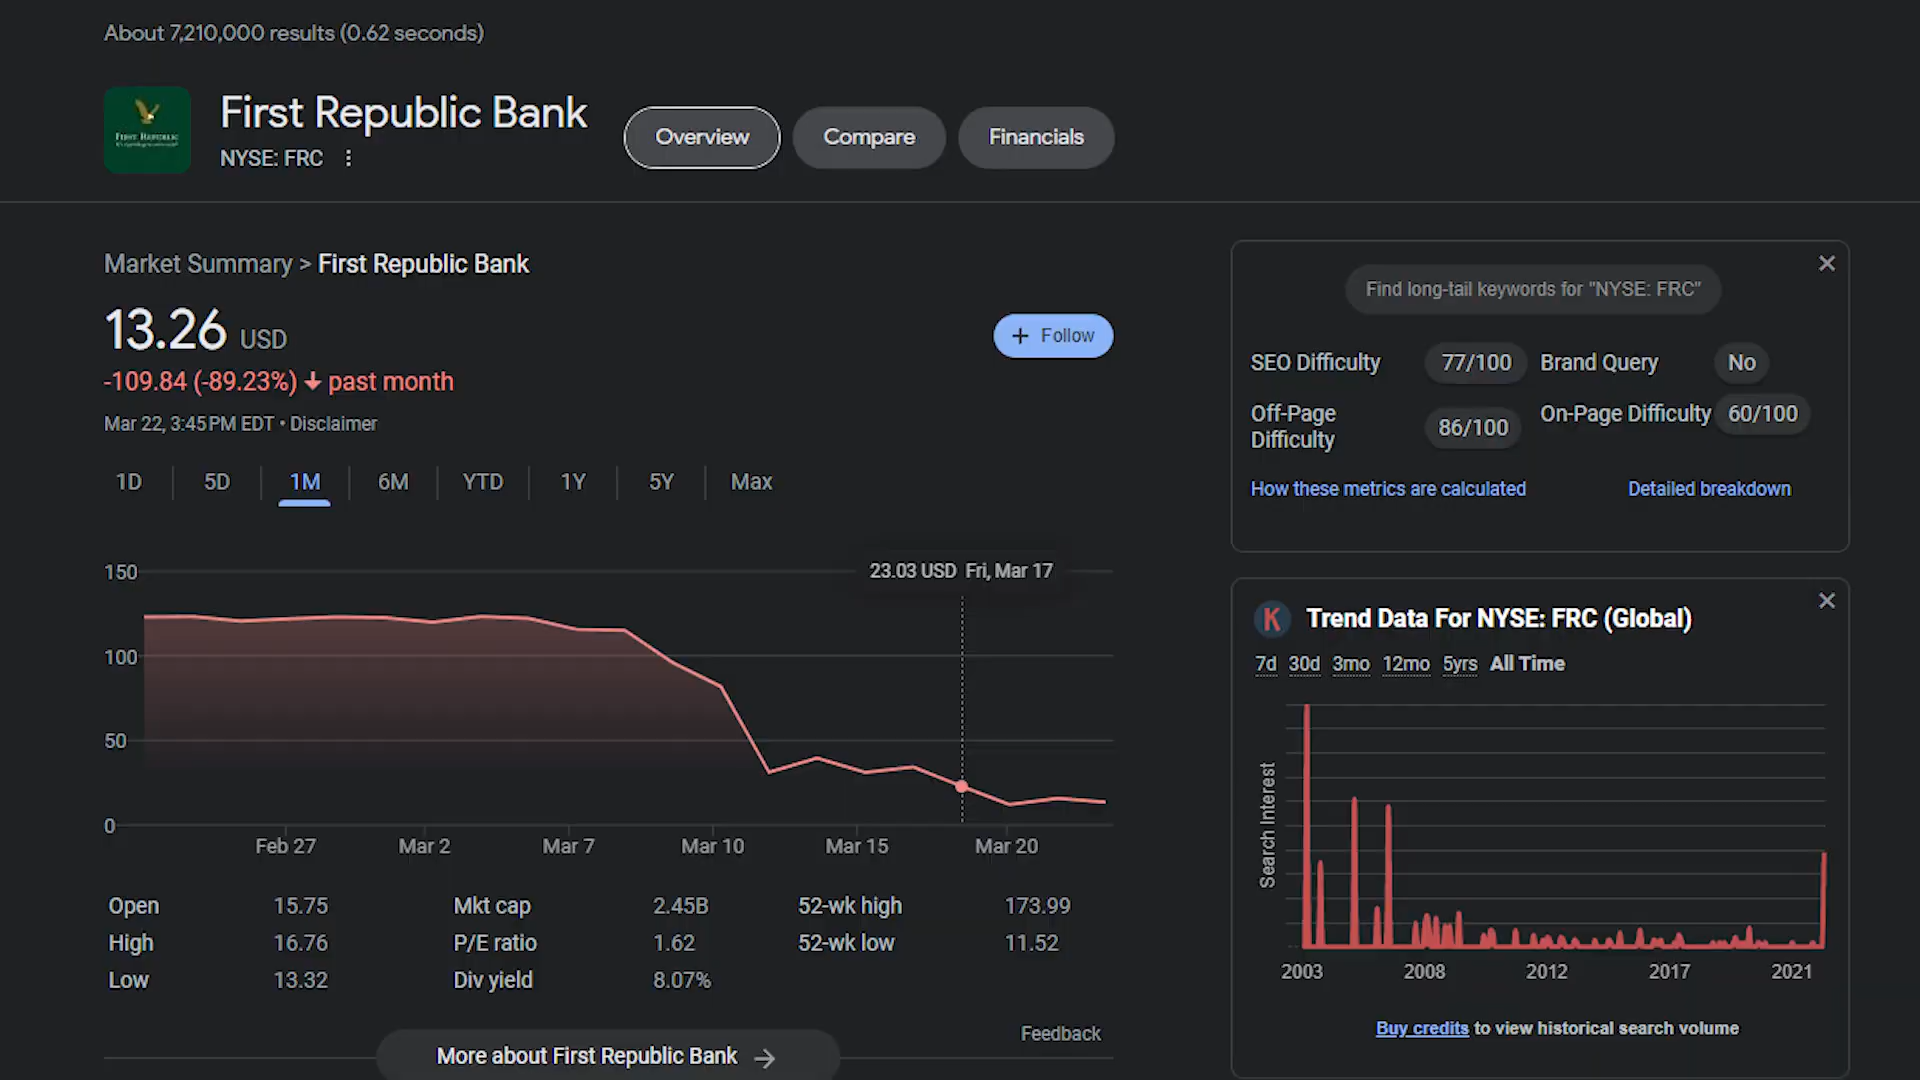 About 7,210,000 results (0.62 seconds)
First Republic Bank
NYSE: FRC
FIRST REPUBLIC
Overview
Compare
Financials
Market Summary > First Republic Bank
13.26 USD
-109.84 (-89.23%) past month
Mar 22, 3:45 PM EDT • Disclaimer
+ Follow
1D 5D 1M 6M YTD 1Y 5Y Max
23.03 USD Fri, Mar 17
150
100
50
0
Feb 27 Mar 2 Mar 7 Mar 10 Mar 15 Mar 20
Open 15.75 Mkt cap 2.45B 52-wk high 173.99
High 16.76 P/E ratio 1.62 52-wk low 11.52
Low 13.32 Div yield 8.07%
Feedback
More about First Republic Bank
Find long-tail keywords for "NYSE: FRC"
SEO Difficulty 77/100 Brand Query No
Off-Page Difficulty 86/100 On-Page Difficulty 60/100
How these metrics are calculated Detailed breakdown
K Trend Data For NYSE: FRC (Global)
7d 30d 3mo 12mo 5yrs All Time
Search Interest
2003 2008 2012 2017 2021
Buy credits to view historical search volume